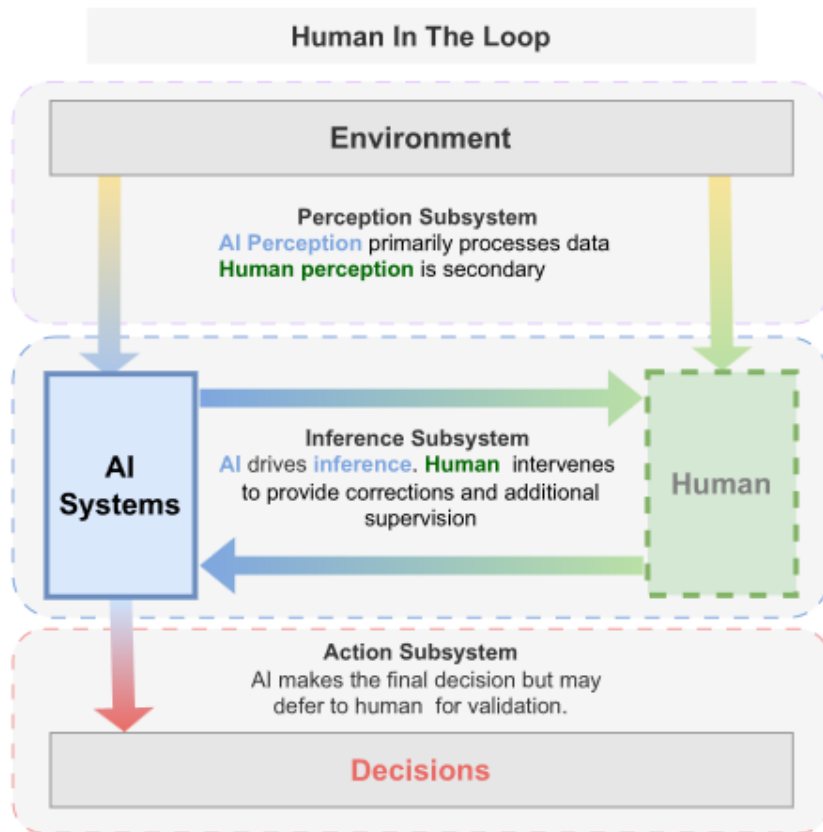 Human In The Loop
Environment
Perception Subsystem
AI Perception primarily processes data
Human perception is secondary
AI
Systems
Inference Subsystem
AI drives inference. Human intervenes
to provide corrections and additional
supervision
Human
Action Subsystem
AI makes the final decision but may
defer to human for validation.
Decisions